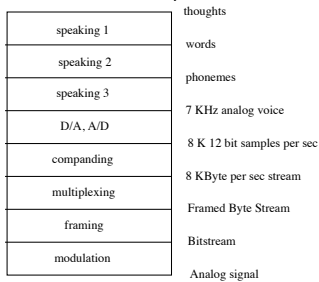 thoughts
speaking 1
words
speaking 2
phonemes
speaking 3
7 KHz analog voice
D/A, A/D
8 K 12 bit samples per sec
companding
8 KByte per sec stream
multiplexing
Framed Byte Stream
framing
Bitstream
modulation
Analog signal